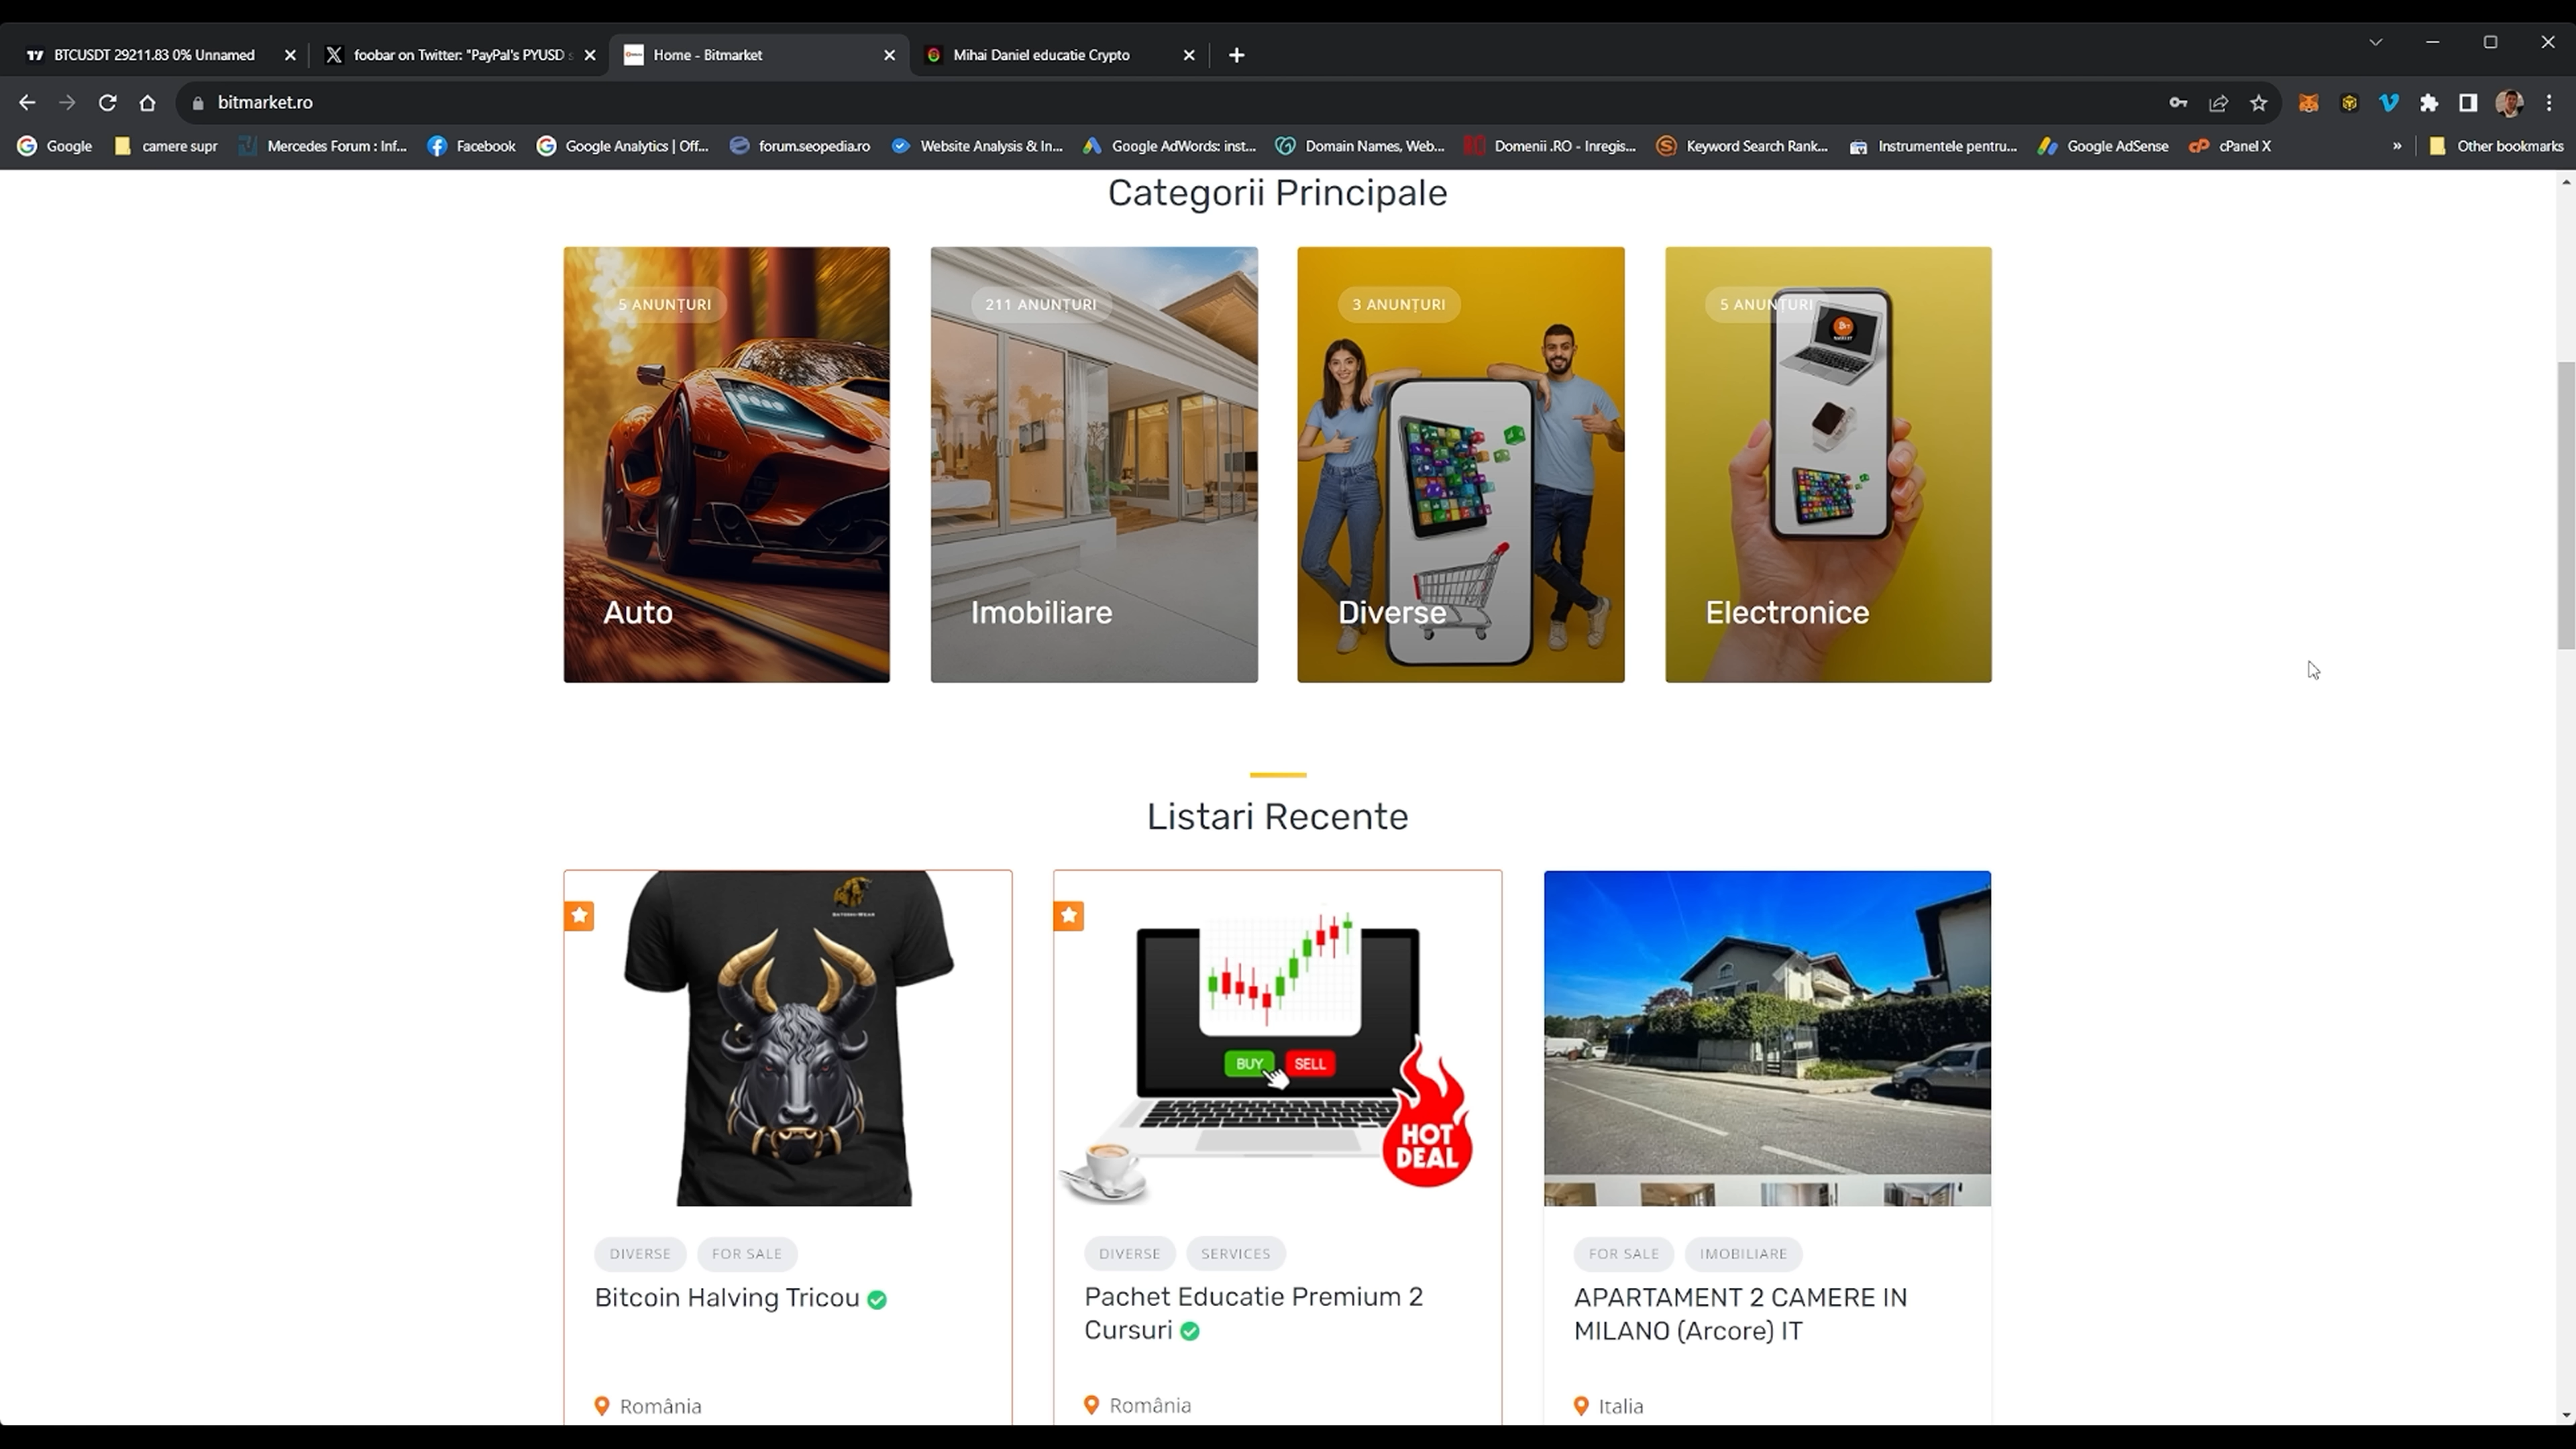 BTCUSDT 29211.83 0% Unnamed
foobar on Twitter: "PayPal's PYUSD
Home - Bitmarket
Mihai Daniel educatie Crypto
bitmarket.ro
Google
camere supr
Mercedes Forum : Inf...
Facebook
Google Analytics | Off...
forum.seopedia.ro
Website Analysis & In...
Google AdWords: inst...
Domain Names, Web...
Domenii .RO - Inregis...
Keyword Search Rank...
Instrumentele pentru...
Google AdSense
cPanel X
»
Other bookmarks
Categorii Principale
5 ANUNȚURI
211 ANUNȚURI
3 ANUNȚURI
5 ANUNȚURI
Auto
Imobiliare
Diverse
Electronice
Listari Recente
BUY
SELL
HOT
DEAL
DIVERSE
FOR SALE
DIVERSE
SERVICES
FOR SALE
IMOBILIARE
Bitcoin Halving Tricou
Pachet Educatie Premium 2
Cursuri
APARTAMENT 2 CAMERE IN
MILANO (Arcore) IT
România
România
Italia